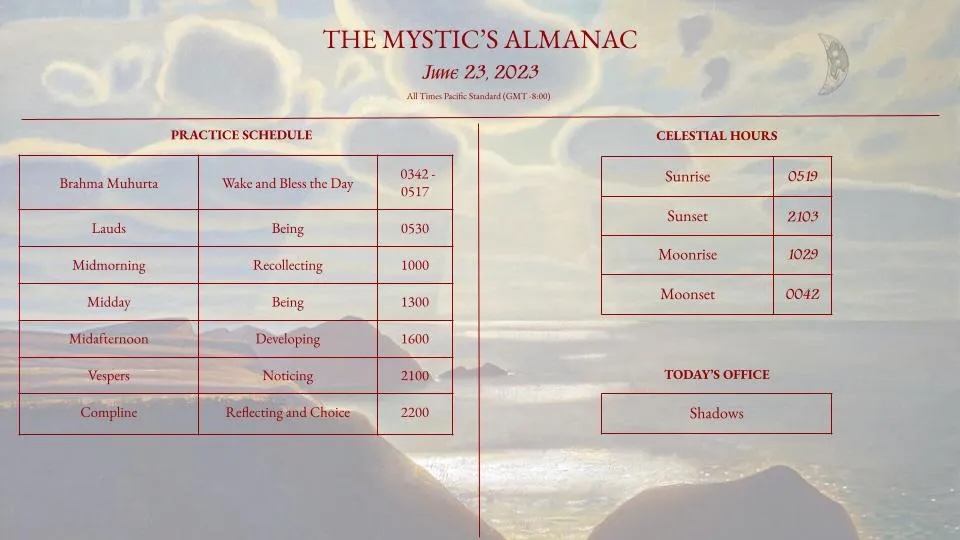 THE MYSTIC’S ALMANAC
June 23, 2023
All Times Pacific Standard (GMT -8:00)
PRACTICE SCHEDULE
Brahma Muhurta Wake and Bless the Day 0342 -
0517
Lauds Being 0530
Midmorning Recollecting 1000
Midday Being 1300
Midafternoon Developing 1600
Vespers Noticing 2100
Compline Reflecting and Choice 2200
CELESTIAL HOURS
Sunrise 0519
Sunset 2103
Moonrise 1029
Moonset 0042
TODAY’S OFFICE
Shadows